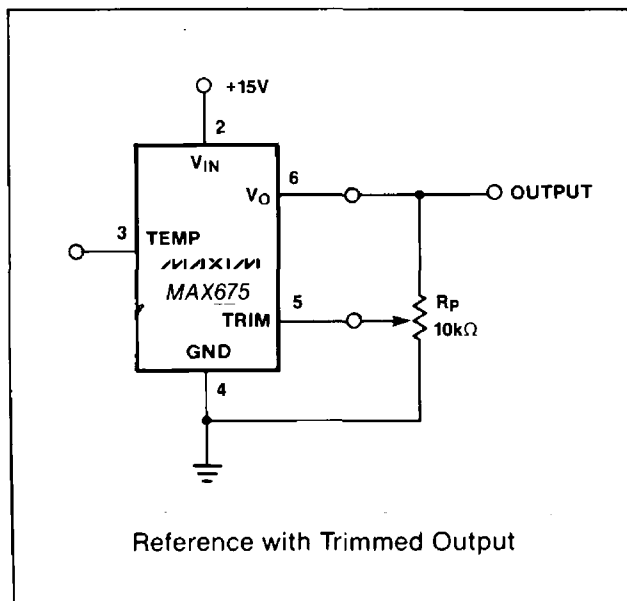 +15V
2
VIN
6
VO
OUTPUT
3
TEMP
MAXIM
MAX675
5
TRIM
RP
10kΩ
GND
4
Reference with Trimmed Output